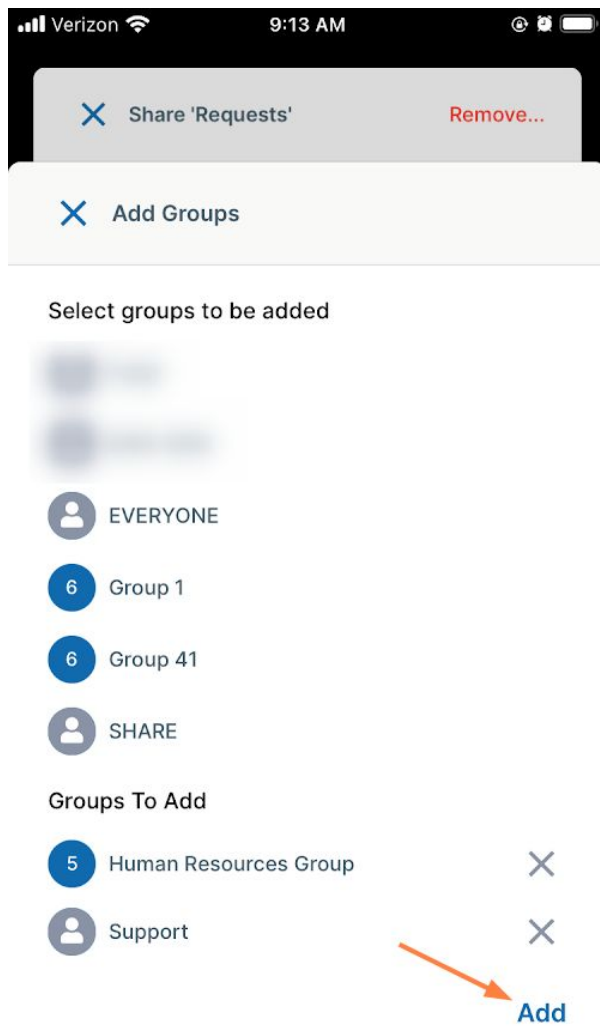 Verizon 9:13 AM
Share 'Requests' Remove...
Add Groups
Select groups to be added
EVERYONE
6 Group 1
6 Group 41
SHARE
Groups To Add
5 Human Resources Group
Support
Add